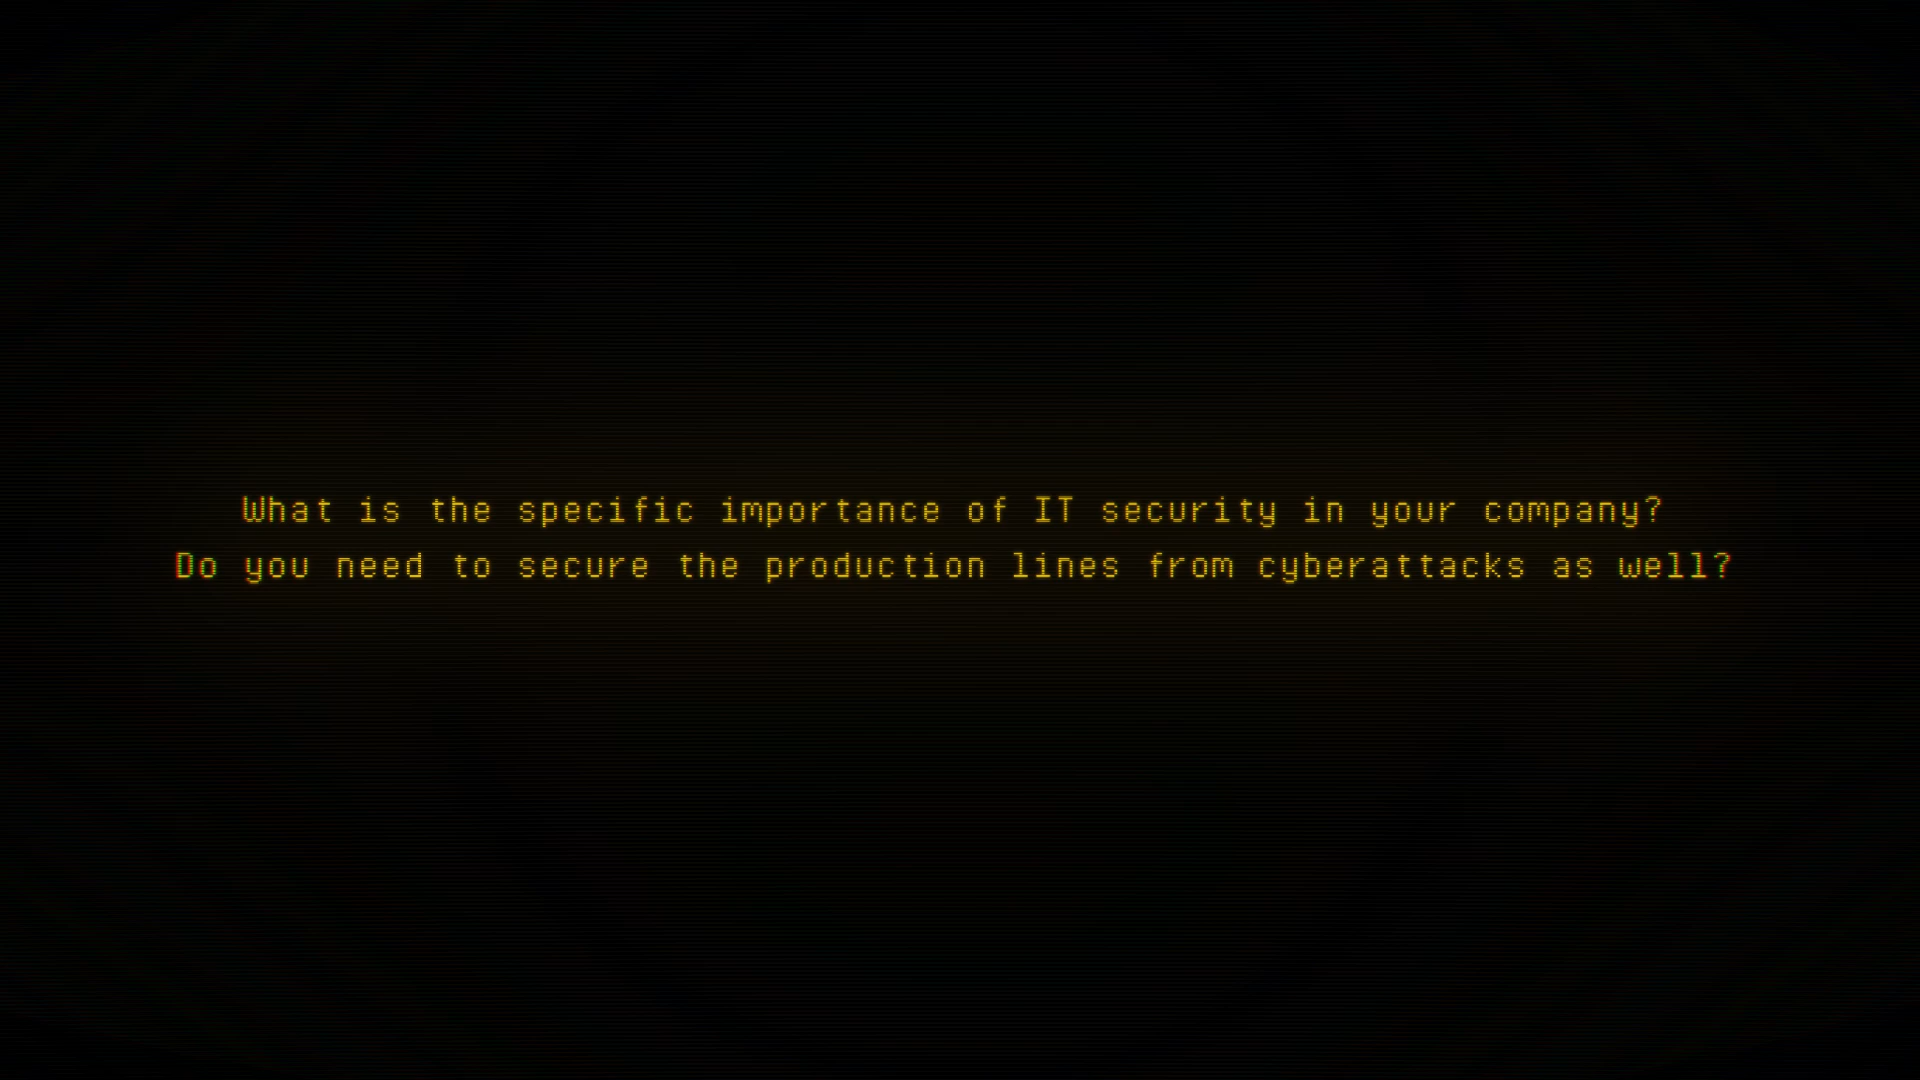 What is the specific importance of IT security in your company?
Do you need to secure the production lines from cyberattacks as well?